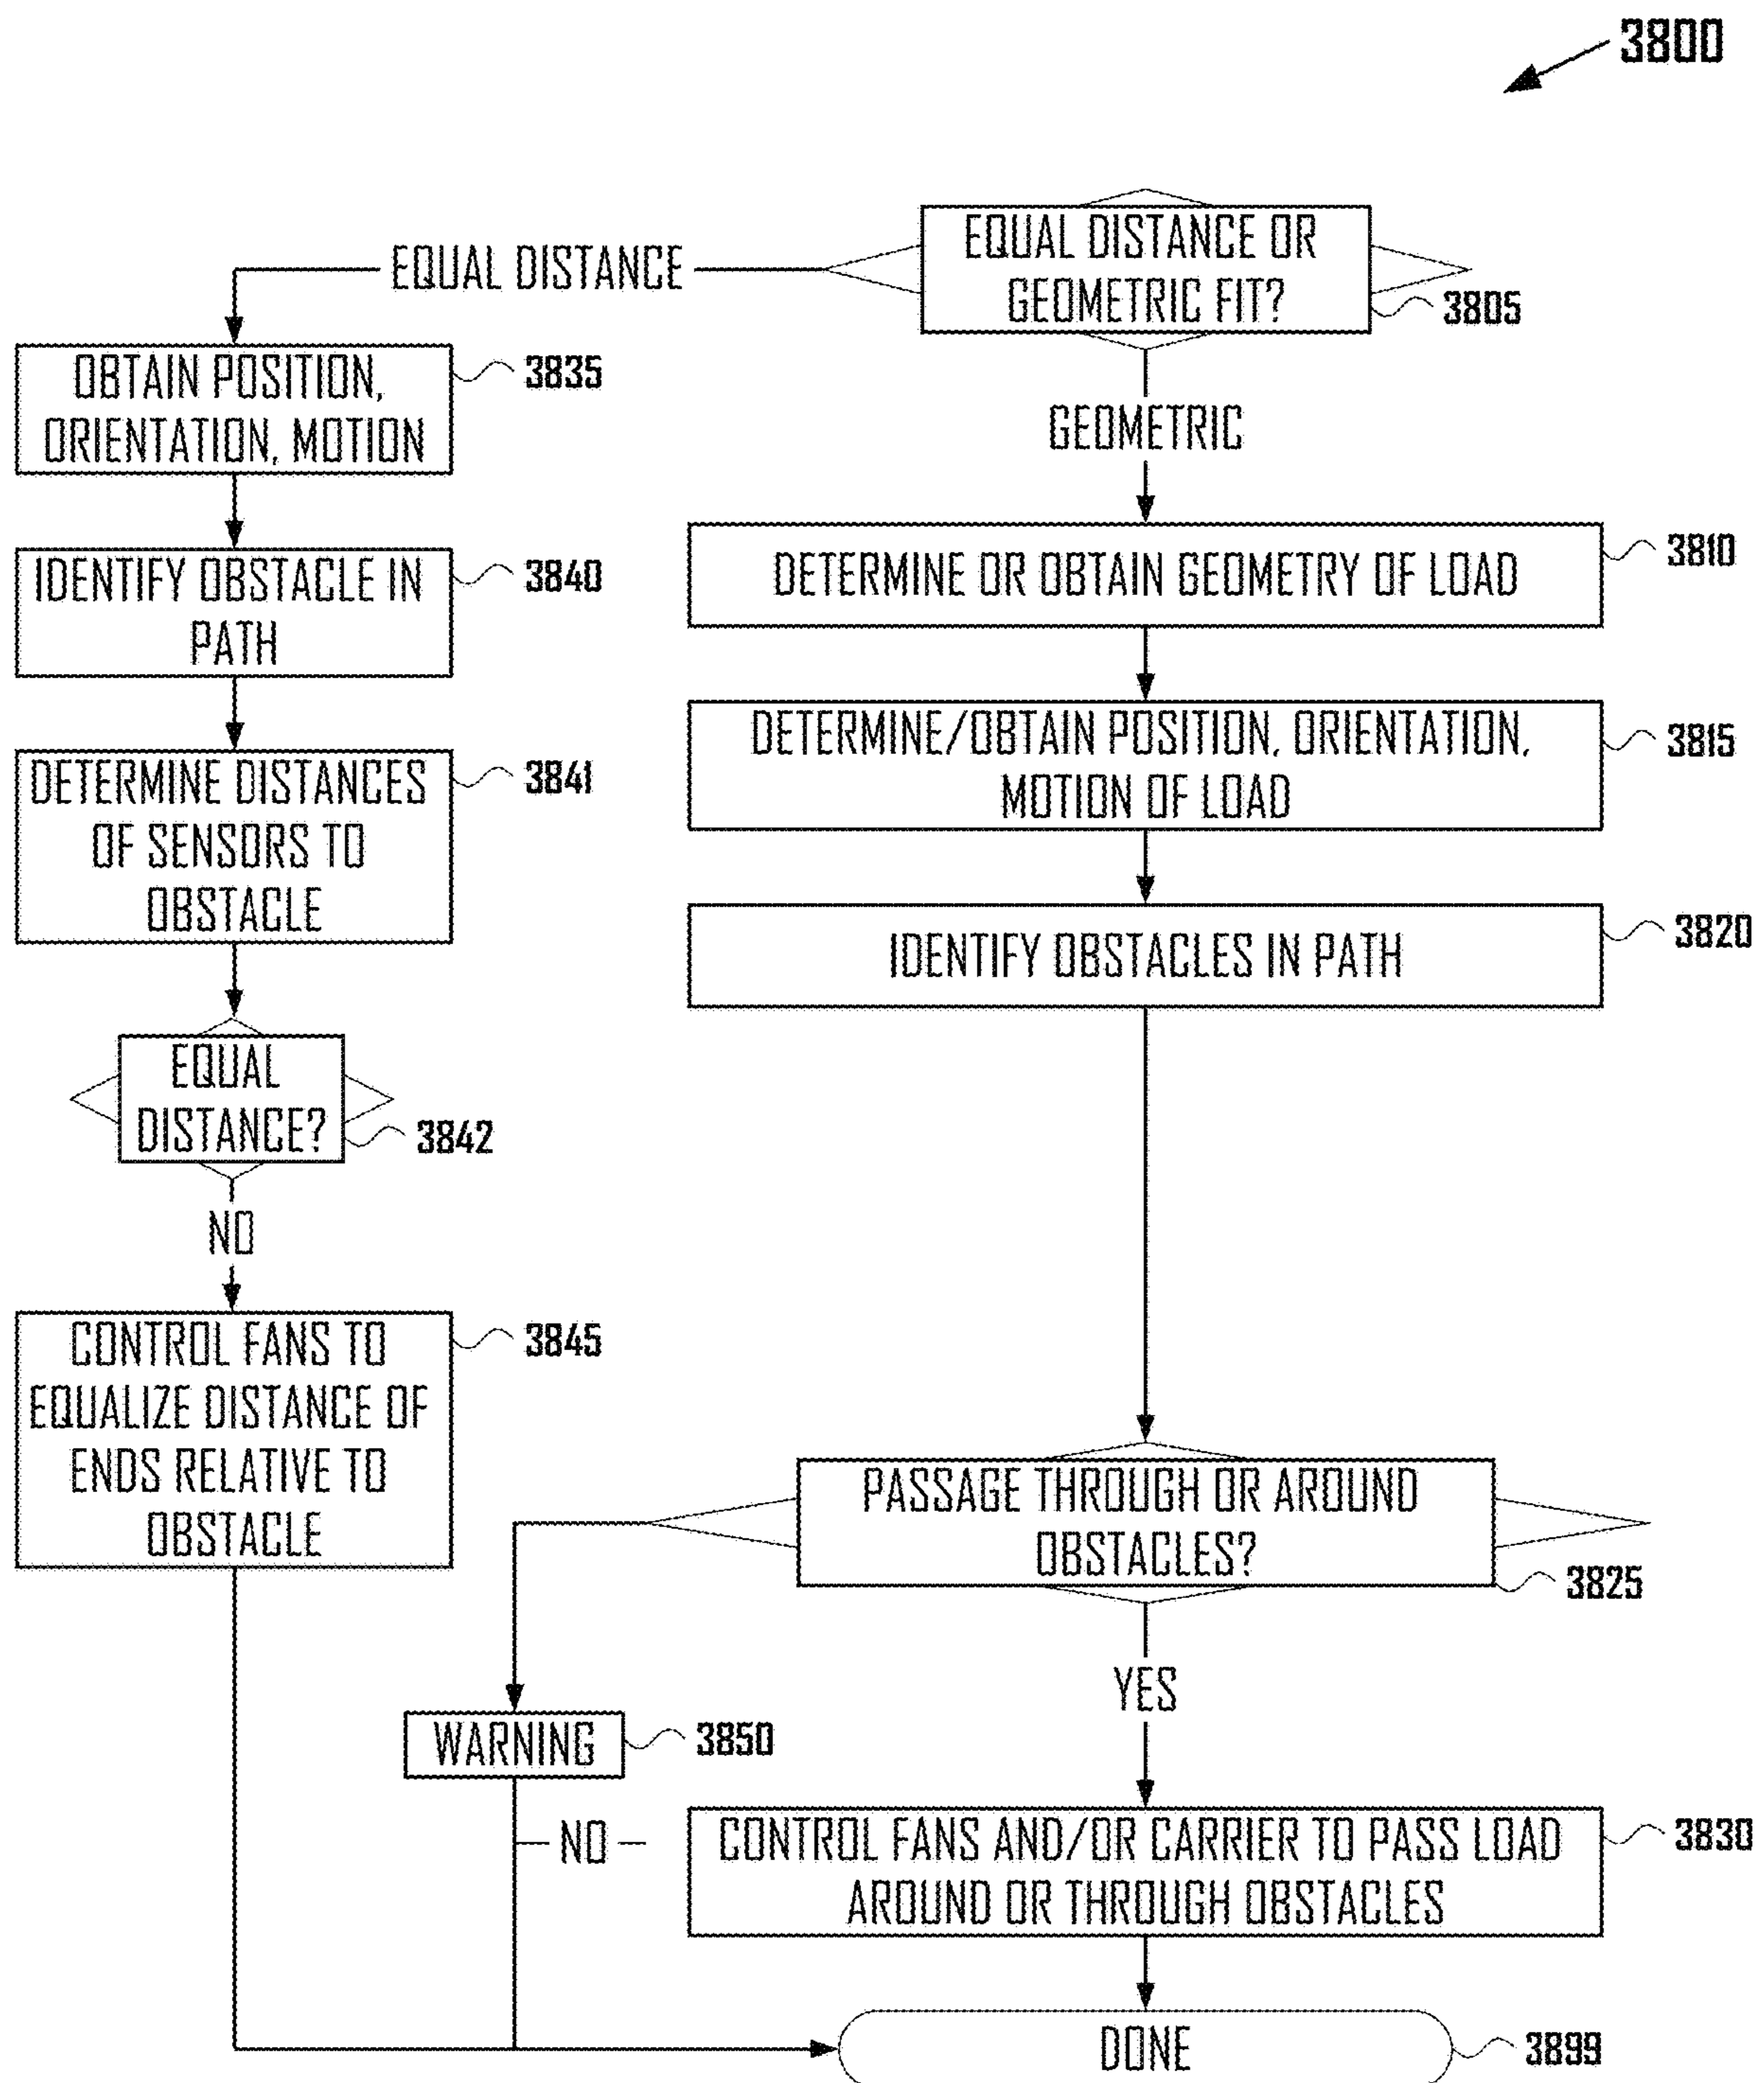 3800
EQUAL DISTANCE OR
GEOMETRIC FIT?
3805
EQUAL DISTANCE
GEOMETRIC
OBTAIN POSITION,
ORIENTATION, MOTION
3835
IDENTIFY OBSTACLE IN
PATH
3840
DETERMINE DISTANCES
OF SENSORS TO
OBSTACLE
3841
EQUAL
DISTANCE?
3842
NO
CONTROL FANS TO
EQUALIZE DISTANCE OF
ENDS RELATIVE TO
OBSTACLE
3845
DETERMINE OR OBTAIN GEOMETRY OF LOAD
3810
DETERMINE/OBTAIN POSITION, ORIENTATION,
MOTION OF LOAD
3815
IDENTIFY OBSTACLES IN PATH
3820
PASSAGE THROUGH OR AROUND
OBSTACLES?
3825
YES
WARNING
3850
NO
CONTROL FANS AND/OR CARRIER TO PASS LOAD
AROUND OR THROUGH OBSTACLES
3830
DONE
3899